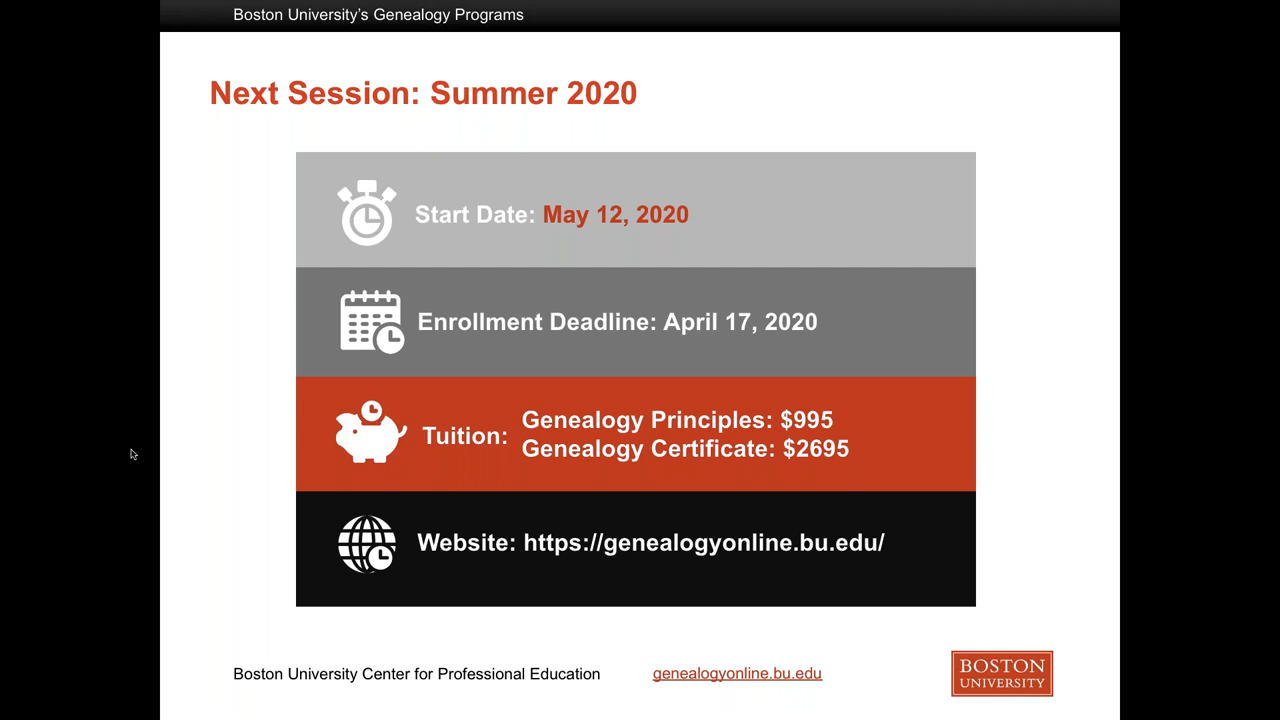 Boston University’s Genealogy Programs
Next Session: Summer 2020
Start Date: May 12, 2020
Enrollment Deadline: April 17, 2020
Tuition:
Genealogy Principles: $995
Genealogy Certificate: $2695
Website: https://genealogyonline.bu.edu/
Boston University Center for Professional Education
genealogyonline.bu.edu
BOSTON
UNIVERSITY